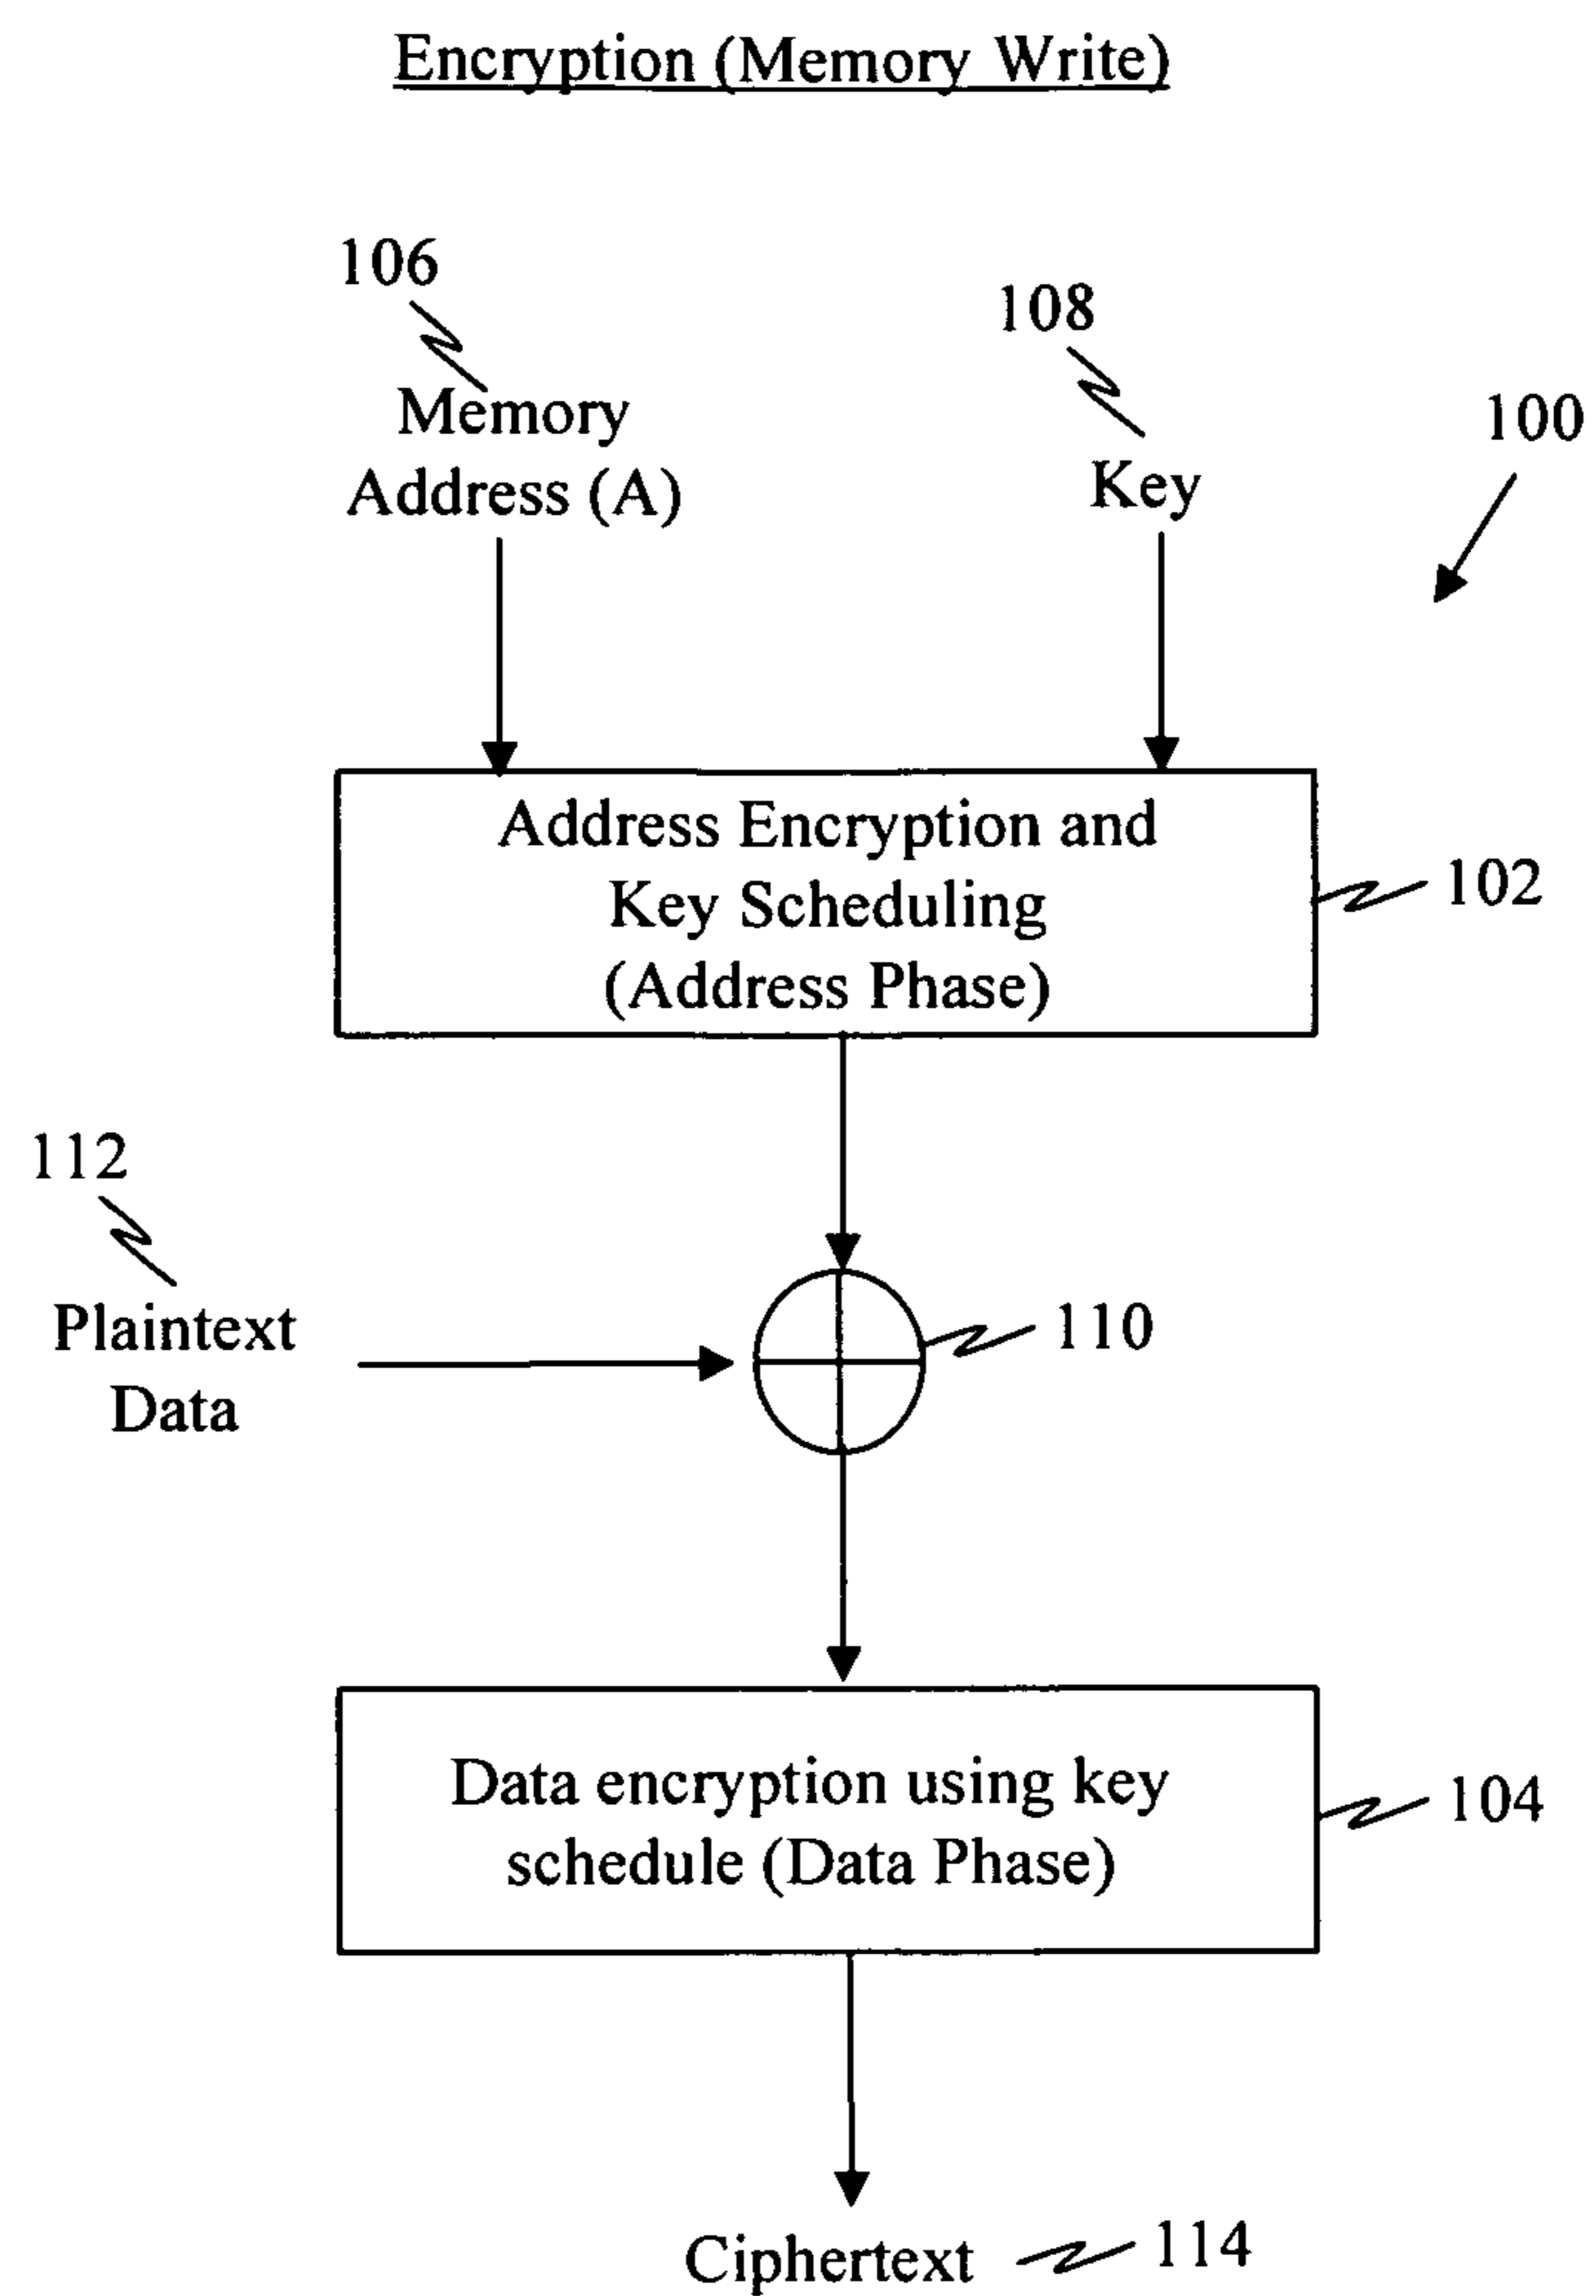 Encryption (Memory Write)
106
108
Memory
Address (A)
Key
100
Address Encryption and
Key Scheduling
(Address Phase)
102
112
Plaintext
Data
110
Data encryption using key
schedule (Data Phase)
104
Ciphertext
114